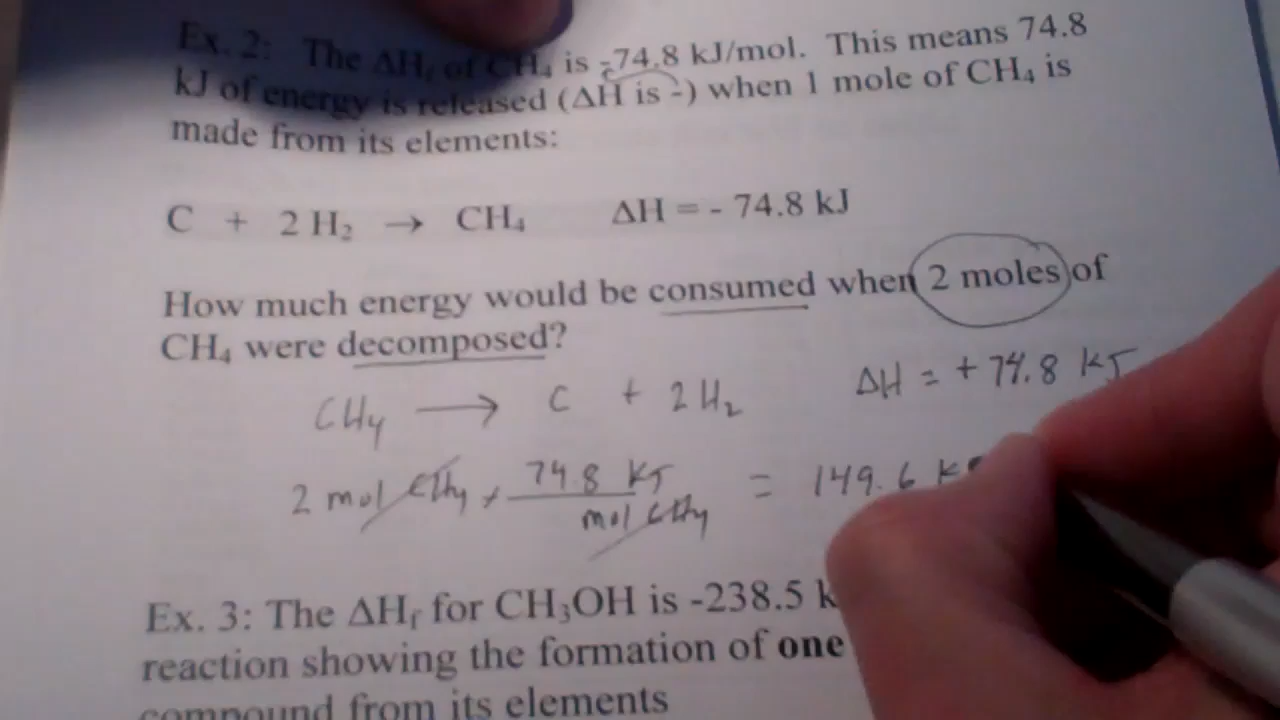 Ex. 2: The ΔHf of CH₄ is -74.8 kJ/mol. This means 74.8
kJ of energy is released (ΔH is -) when 1 mole of CH₄ is
made from its elements:
C + 2 H₂ → CH₄ ΔH = - 74.8 kJ
How much energy would be consumed when 2 moles of
CH₄ were decomposed?
CH₄ → C + 2 H₂ ΔH = + 74.8 kJ
2 mol CH₄ × 74.8 kJ / mol CH₄ = 149.6 kJ
Ex. 3: The ΔHf for CH₃OH is -238.5 k
reaction showing the formation of one
compound from its elements